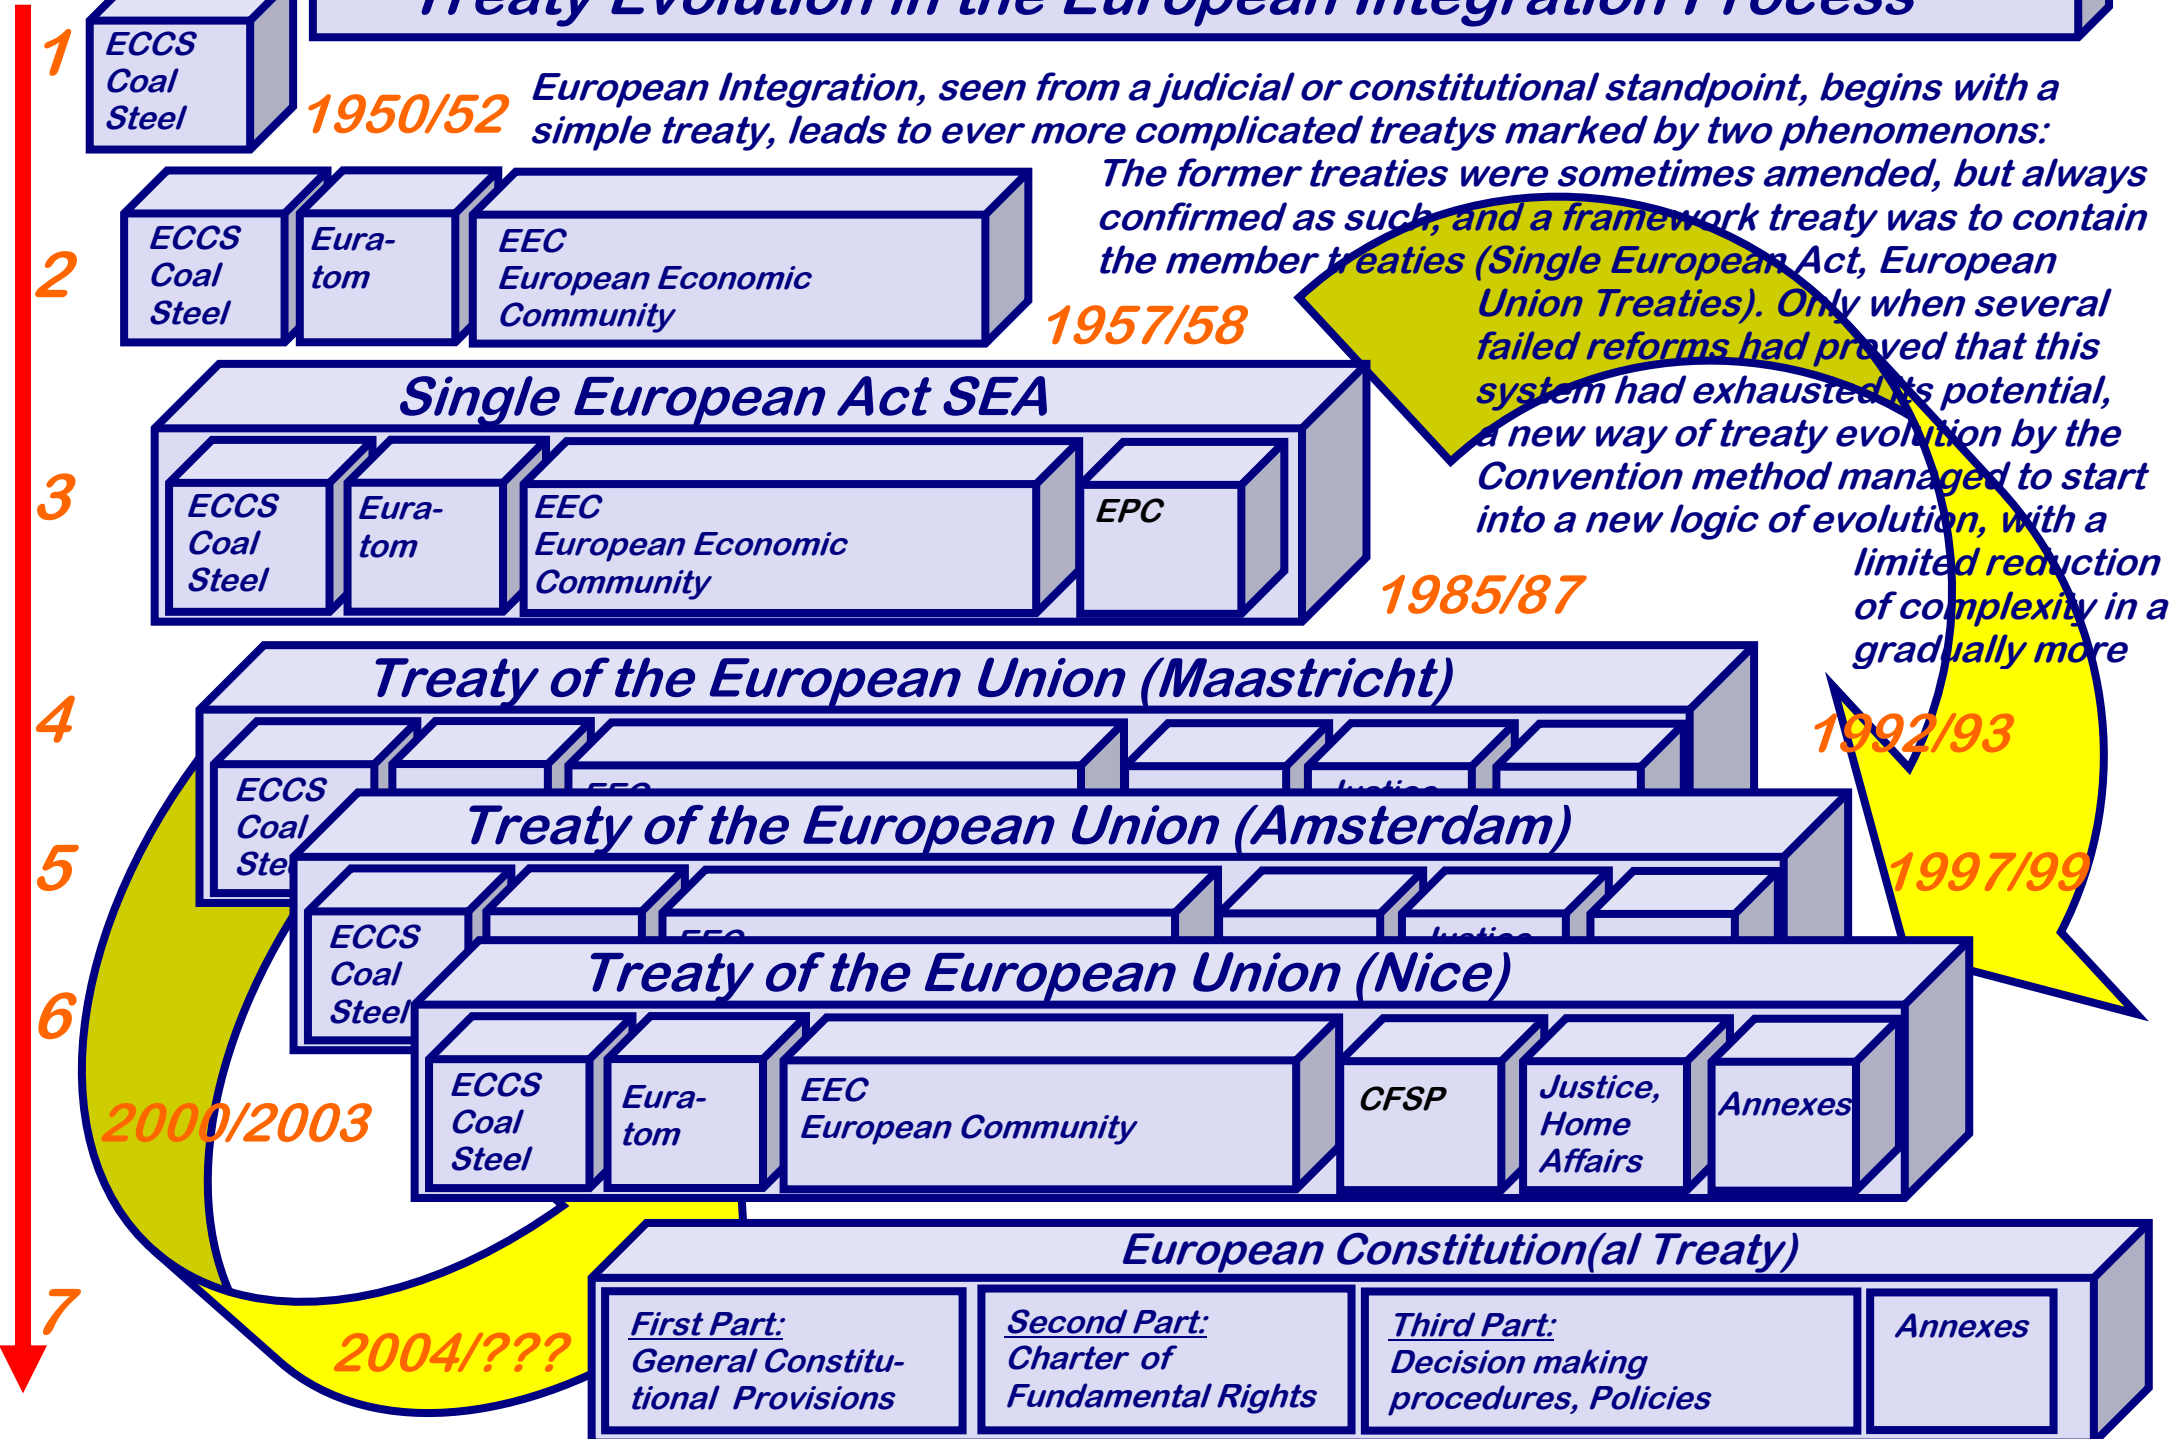 Treaty Evolution in the European Integration Process
1
ECCS
Coal
Steel
1950/52
European Integration, seen from a judicial or constitutional standpoint, begins with a
simple treaty, leads to ever more complicated treatys marked by two phenomenons:
The former treaties were sometimes amended, but always
confirmed as such, and a framework treaty was to contain
the member treaties (Single European Act, European
Union Treaties). Only when several
failed reforms had proved that this
system had exhausted its potential,
a new way of treaty evolution by the
Convention method managed to start
into a new logic of evolution, with a
limited reduction
of complexity in a
gradually more
2
ECCS
Coal
Steel
Eura-
tom
EEC
European Economic
Community
1957/58
3
Single European Act SEA
ECCS
Coal
Steel
Eura-
tom
EEC
European Economic
Community
EPC
1985/87
4
Treaty of the European Union (Maastricht)
ECCS
Coal
Steel
EEC
Justice
1992/93
5
Treaty of the European Union (Amsterdam)
ECCS
Coal
Steel
EEC
Justice
1997/99
6
Treaty of the European Union (Nice)
ECCS
Coal
Steel
Eura-
tom
EEC
European Community
CFSP
Justice,
Home
Affairs
Annexes
2000/2003
7
European Constitution(al Treaty)
First Part:
General Constitu-
tional Provisions
Second Part:
Charter of
Fundamental Rights
Third Part:
Decision making
procedures, Policies
Annexes
2004/???